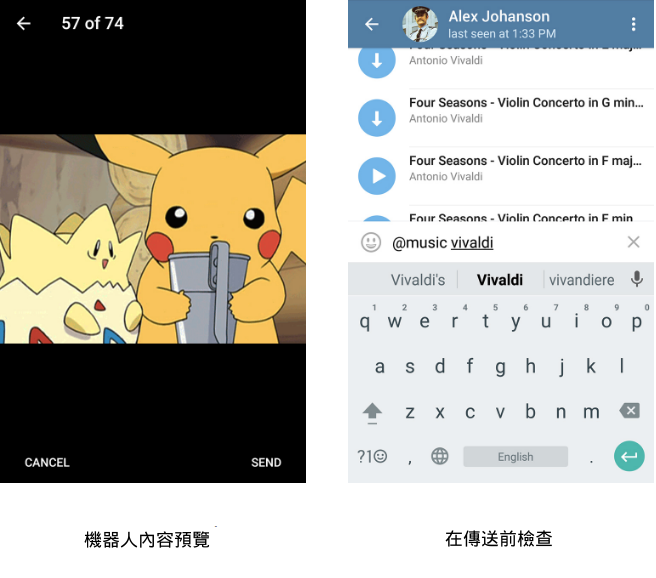 57 of 74
CANCEL
SEND
機器人內容預覽
Alex Johanson
last seen at 1:33 PM
Four Seasons - Violin Concerto in E maj...
Antonio Vivaldi
Four Seasons - Violin Concerto in G min...
Antonio Vivaldi
Four Seasons - Violin Concerto in F maj...
Antonio Vivaldi
Four Seasons - Violin Concerto in F min
@music vivaldi
Vivaldi's Vivaldi vivandiere
1 2 3 4 5 6 7 8 9 0
q w e r t y u i o p
a s d f g h j k l
z x c v b n m
?1☺ , English .
在傳送前檢查